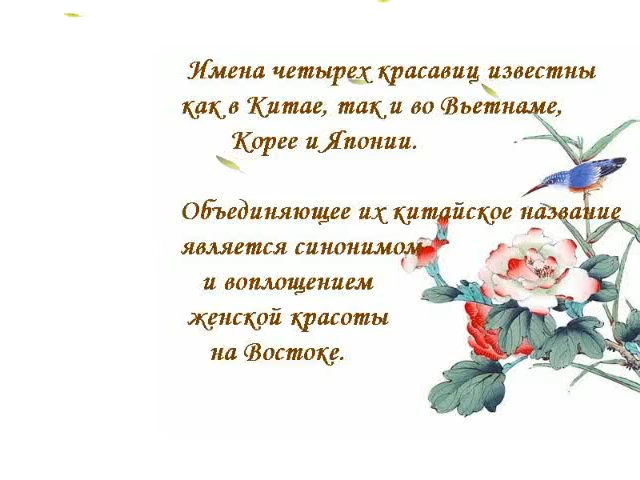 Имена четырех красавиц известны
как в Китае, так и во Вьетнаме,
Корее и Японии.
Объединяющее их китайское название
является синонимом
и воплощением
женской красоты
на Востоке.